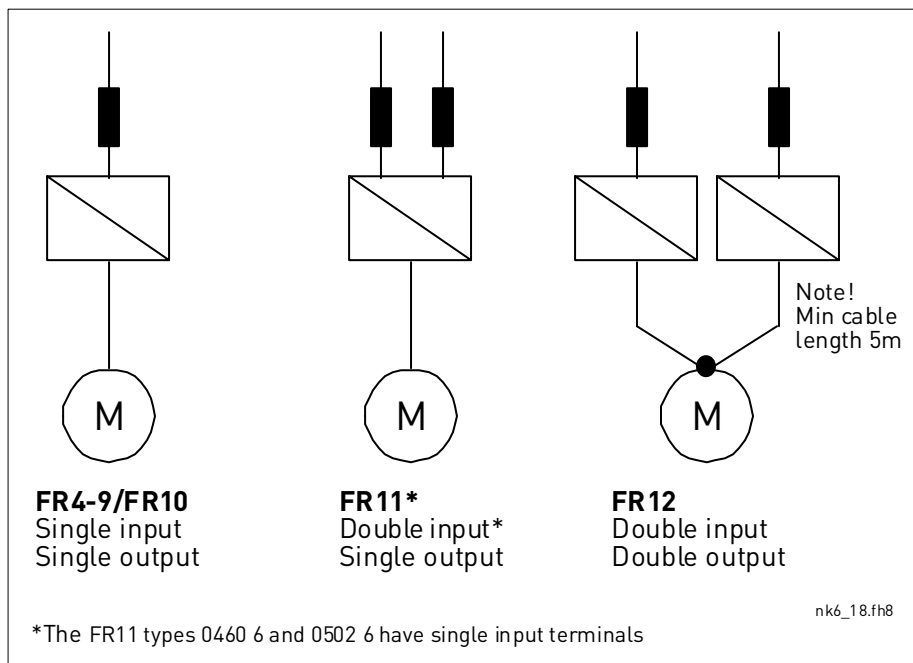 Note!
Min cable
length 5m
M
M
M
FR4-9/FR10
Single input
Single output
FR11*
Double input*
Single output
FR12
Double input
Double output
nk6_18.fh8
*The FR11 types 0460 6 and 0502 6 have single input terminals